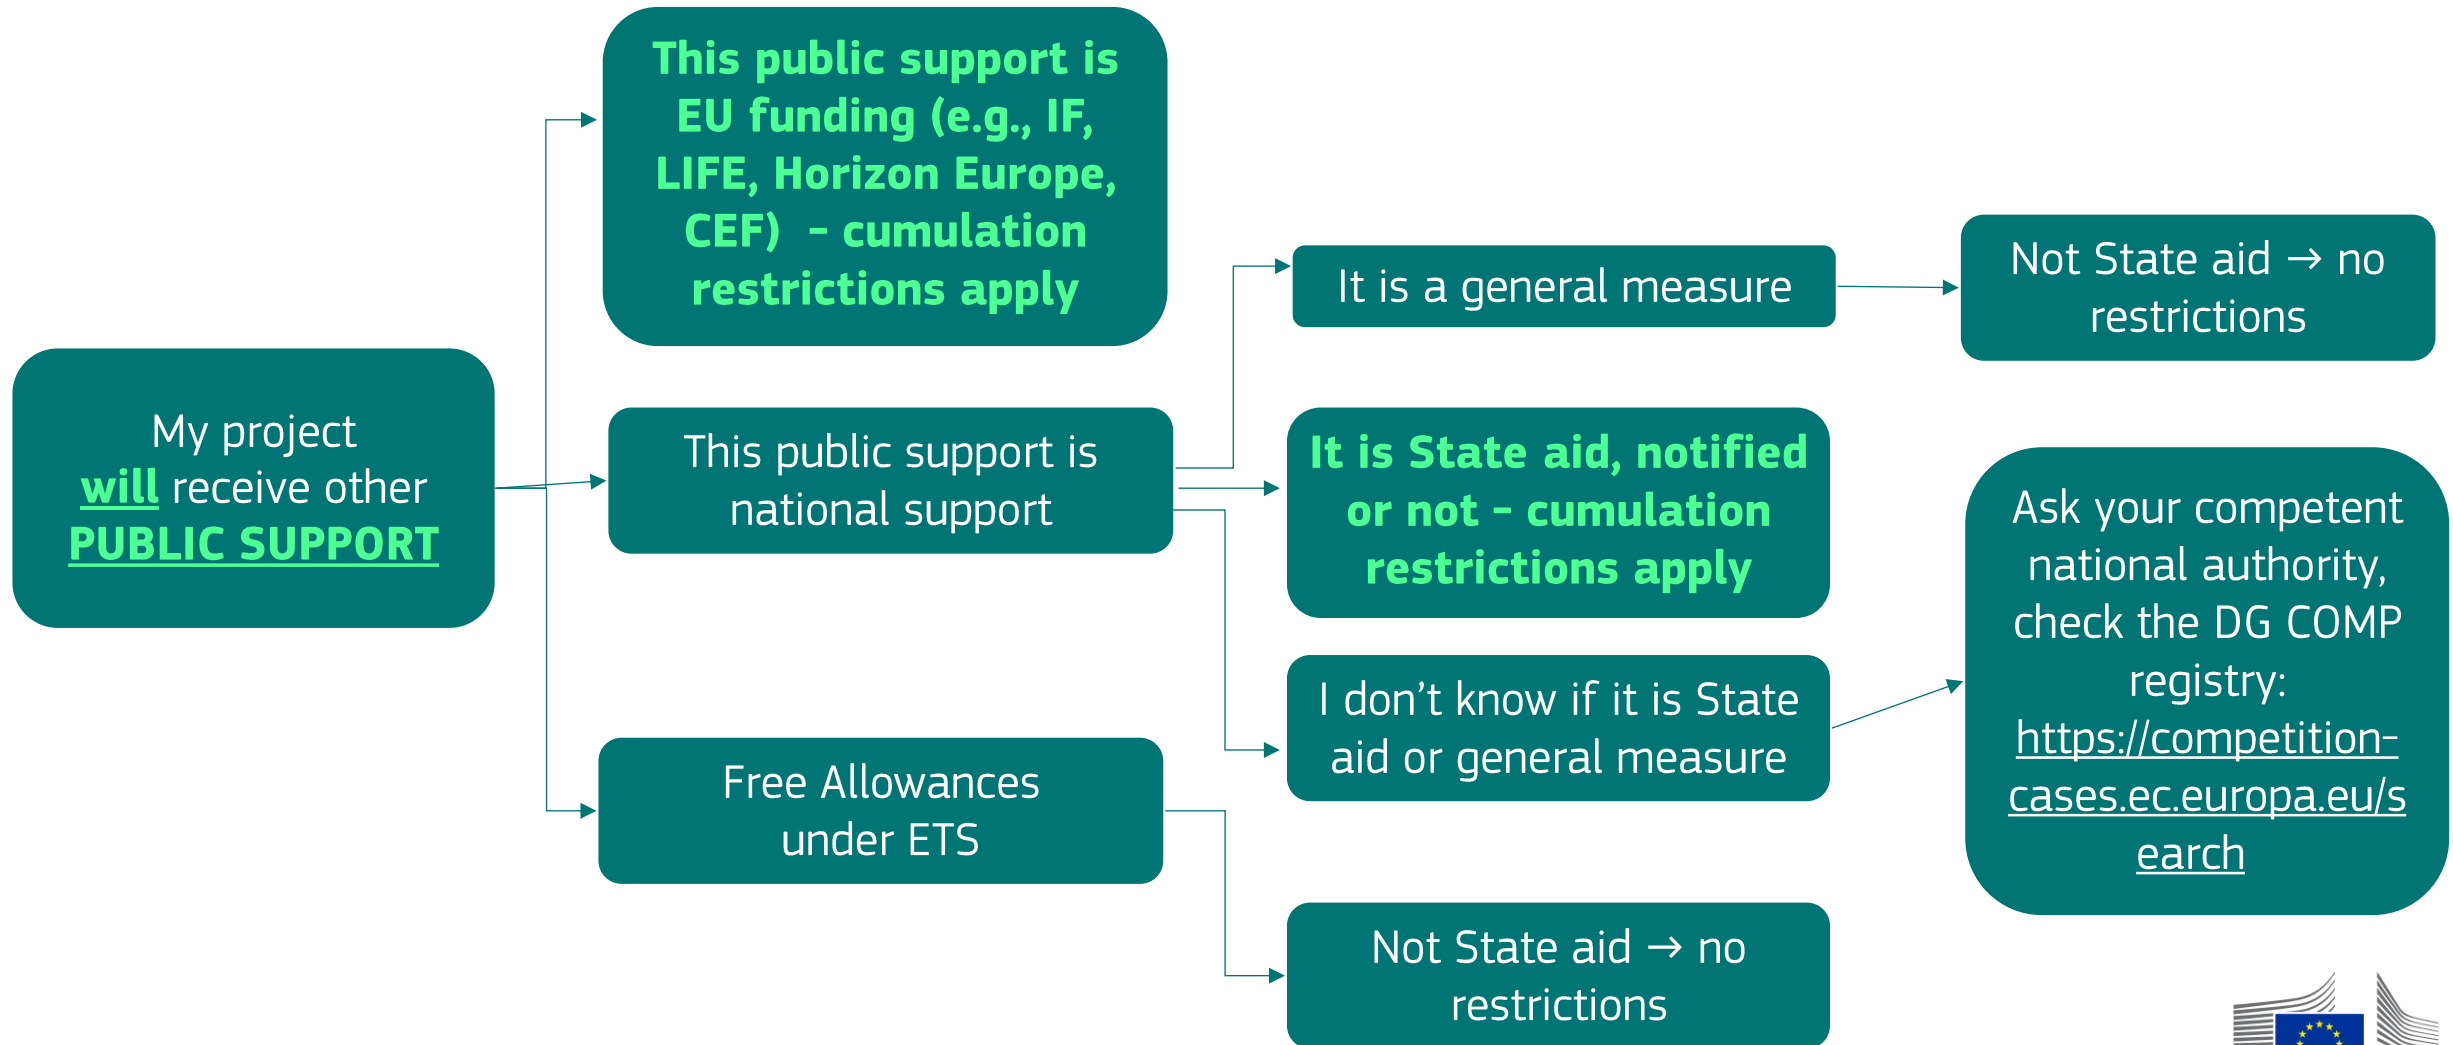 This public support is
EU funding (e.g., IF,
LIFE, Horizon Europe,
CEF)  – cumulation
restrictions apply
My project
will receive other
PUBLIC SUPPORT
This public support is
national support
Free Allowances
under ETS
It is a general measure
It is State aid, notified
or not – cumulation
restrictions apply
I don’t know if it is State
aid or general measure
Not State aid → no
restrictions
Not State aid → no
restrictions
Ask your competent
national authority,
check the DG COMP
registry:
https://competition-
cases.ec.europa.eu/s
earch